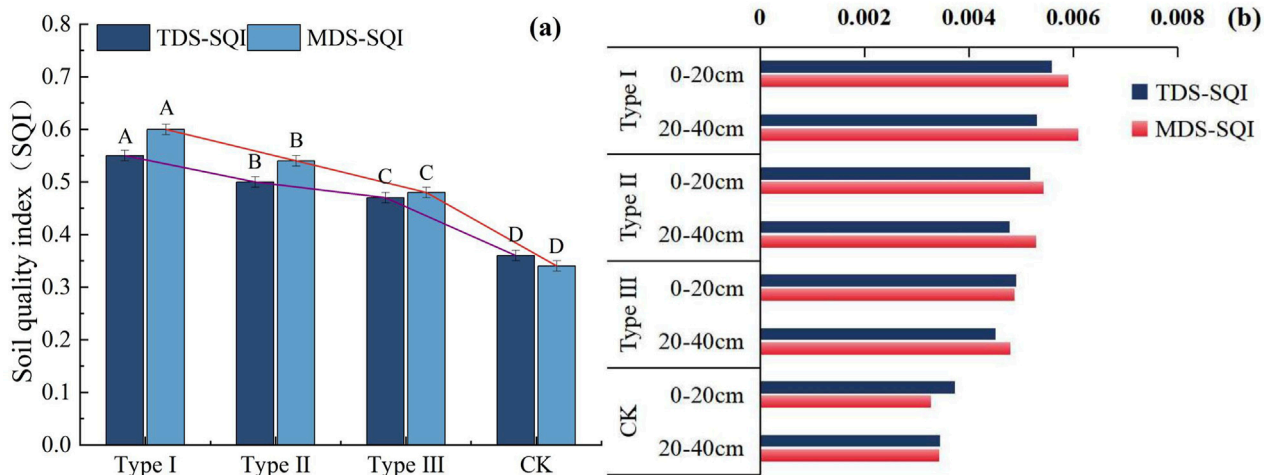 0.8
0.7
0.6
0.5
0.4
0.3
0.2
0.1
0.0
Soil quality index（SQI）
TDS-SQI MDS-SQI
(a)
A A B B C C D D
Type I Type II Type III CK
0 0.002 0.004 0.006 0.008
(b)
TDS-SQI
MDS-SQI
Type I
0-20cm
20-40cm
Type II
0-20cm
20-40cm
Type III
0-20cm
20-40cm
CK
0-20cm
20-40cm